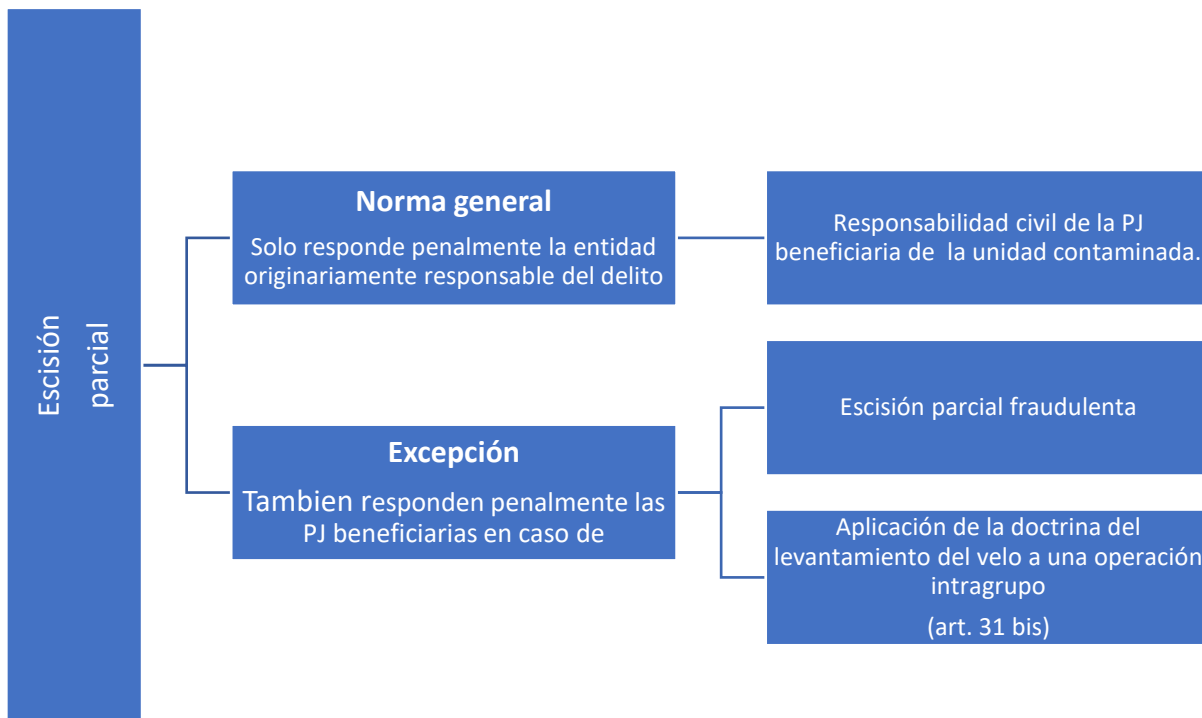 Escisión
parcial
Norma general
Solo responde penalmente la entidad
originariamente responsable del delito
Responsabilidad civil de la PJ
beneficiaria de la unidad contaminada.
Excepción
Tambien responden penalmente las
PJ beneficiarias en caso de
Escisión parcial fraudulenta
Aplicación de la doctrina del
levantamiento del velo a una operación
intragrupo
(art. 31 bis)